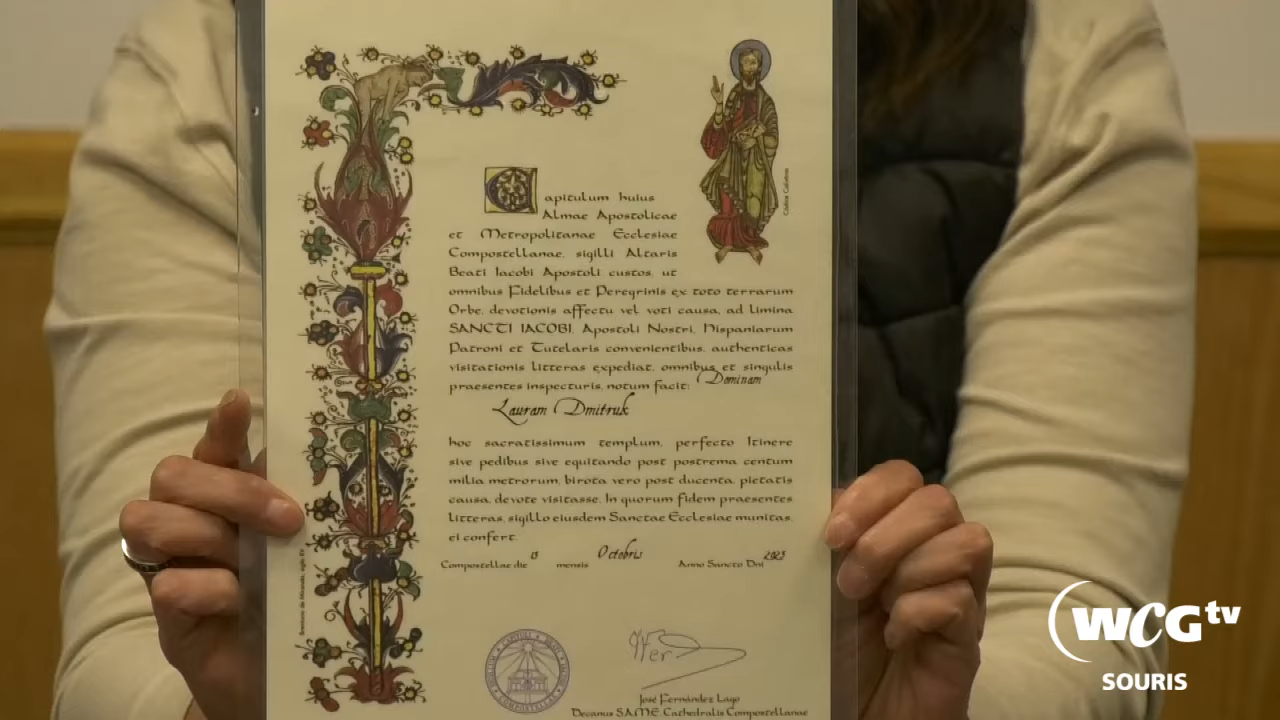 Capitulum huius
Almae Apostolicae
et Metropolitanae Ecclesiae
Compostellanae, sigilli Altaris
Beati Iacobi Apostoli custos, ut
omnibus Fidelibus et Peregrinis ex toto terrarum
Orbe, devotionis affectu vel voti causa, ad limina
SANCTI IACOBI, Apostoli Nostri, Hispaniarum
Patroni et Tutelaris convenientibus, authenticas
visitationis litteras expediat, omnibus et singulis
praesentes inspecturis, notum facit: Dominam
Lauram Dmitruk
hoc sacratissimum templum, perfecto Itinere
sive pedibus sive equitando post postrema centum
milia metrorum, birota vero post ducenta, pietatis
causa, devote visitasse. In quorum fidem praesentes
litteras, sigillo eiusdem Sanctae Ecclesiae munitas,
ei confert.
Compostellae die 13 mensis Octobris Anno Sancto Dni 2023
José Fernández Lago
Decanus S.A.M.E. Cathedralis Compostellanae
WCGtv
SOURIS